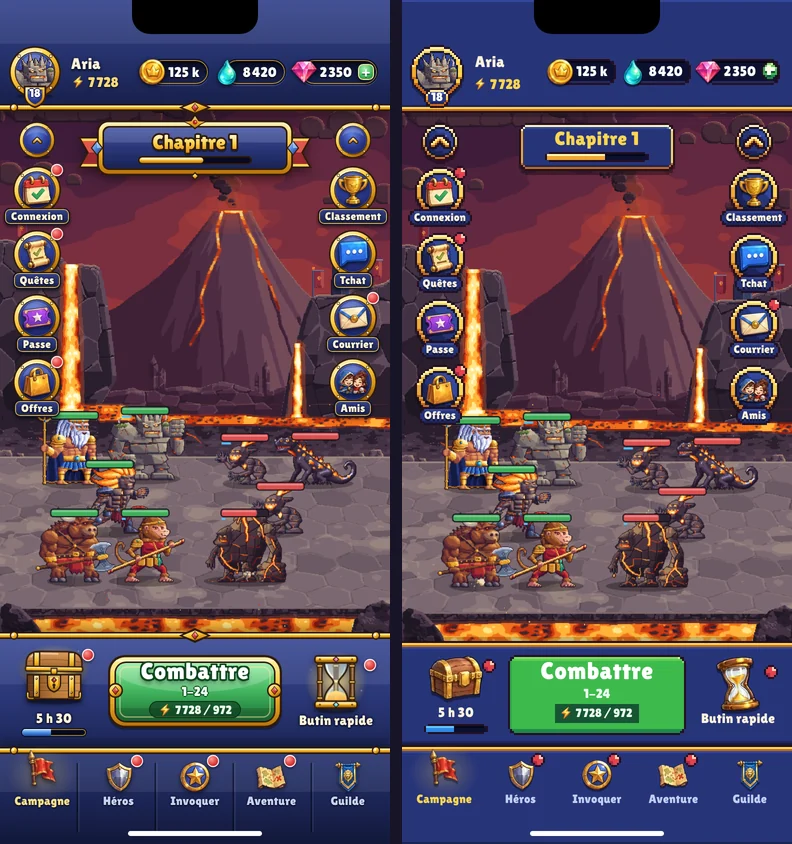 Aria
7728
18
125 k
8420
2350
Chapitre 1
Connexion
Classement
Quêtes
Tchat
Passe
Courrier
Offres
Amis
5 h 30
Combattre
1-24
7728 / 972
Butin rapide
Campagne
Héros
Invoquer
Aventure
Guilde
Aria
7728
18
125 k
8420
2350
Chapitre 1
Connexion
Classement
Quêtes
Tchat
Passe
Courrier
Offres
Amis
5 h 30
Combattre
1-24
7728 / 972
Butin rapide
Campagne
Héros
Invoquer
Aventure
Guilde